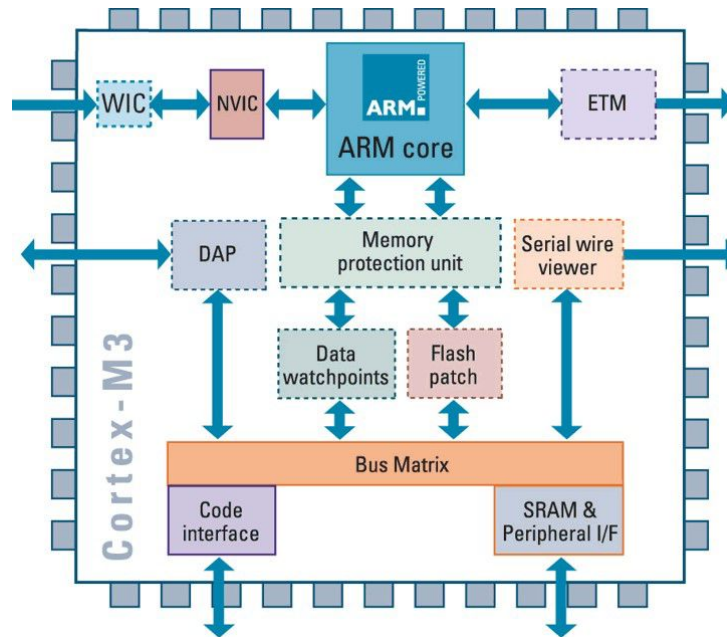 WIC
NVIC
ARM
POWERED
ARM core
ETM
DAP
Memory
protection unit
Serial wire
viewer
Data
watchpoints
Flash
patch
Bus Matrix
Code
interface
SRAM &
Peripheral I/F
Cortex-M3